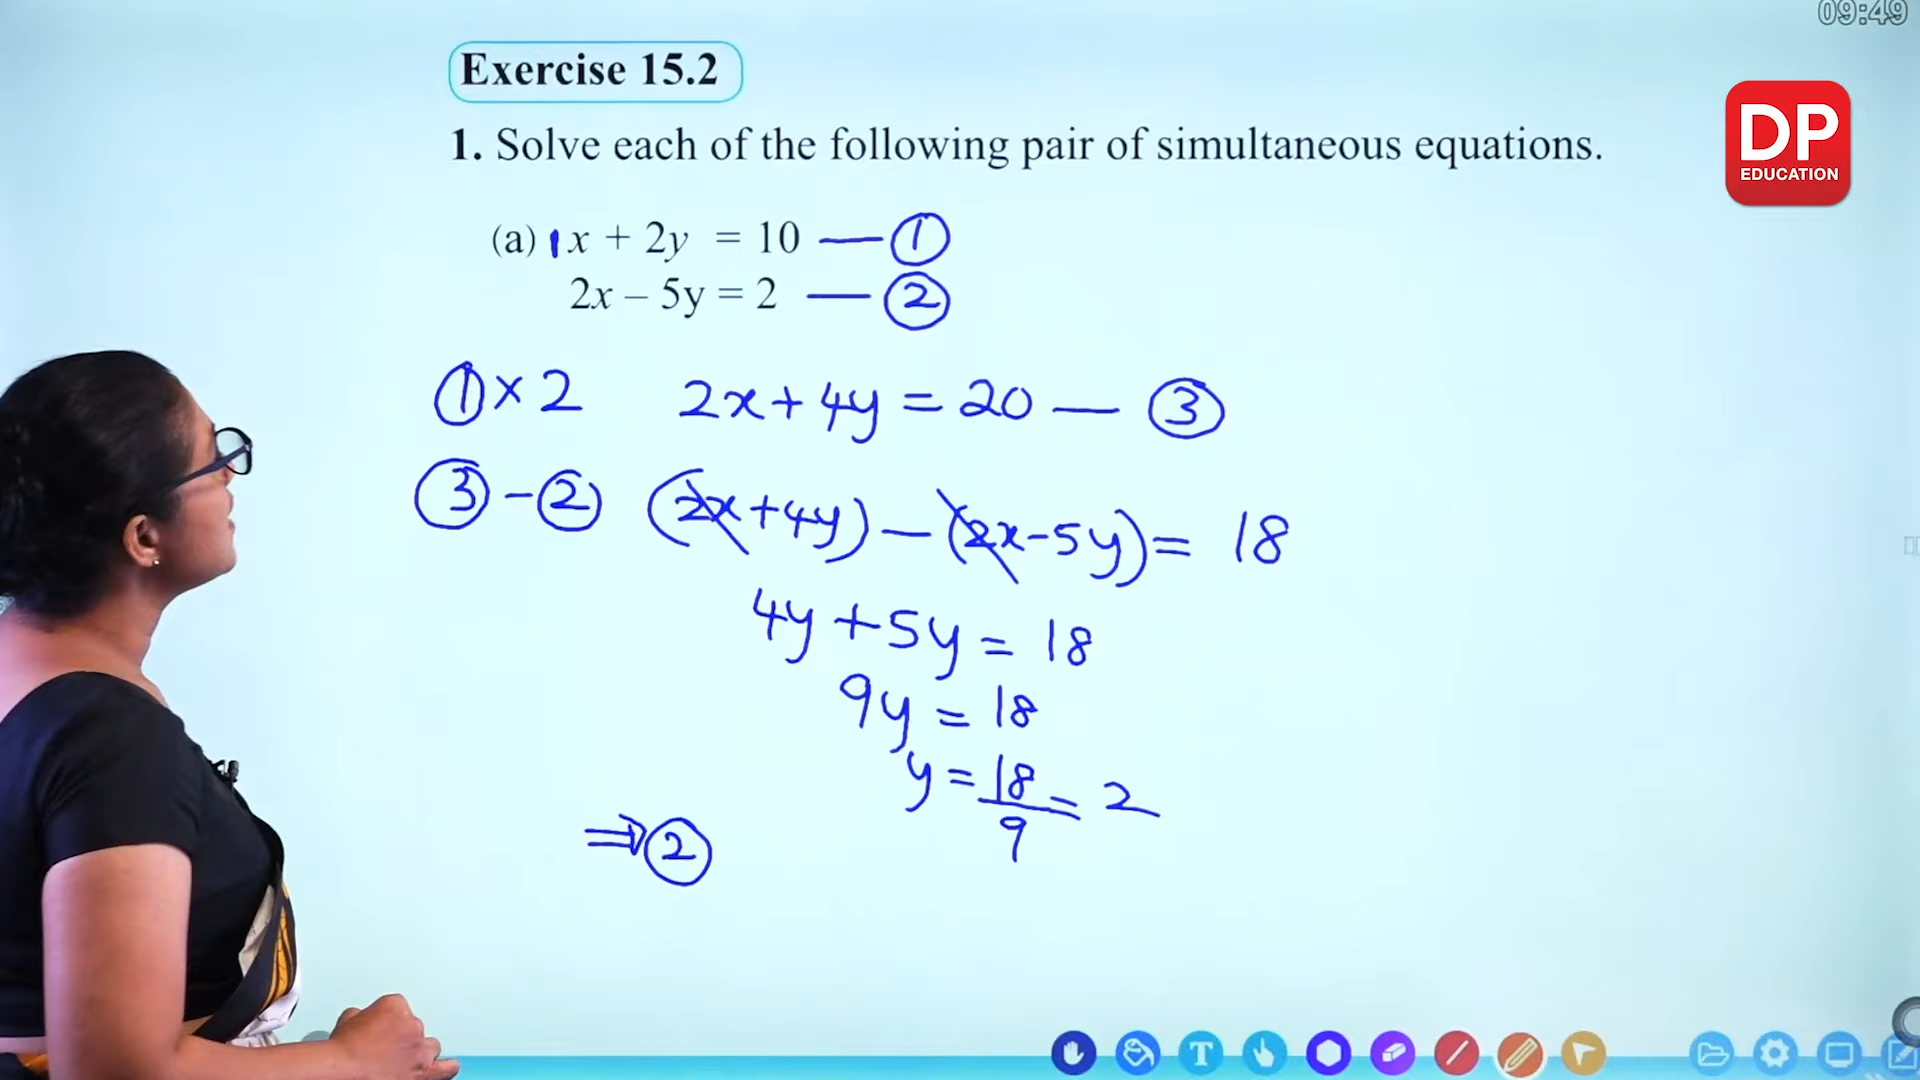 09:49
Exercise 15.2
DP
EDUCATION
1. Solve each of the following pair of simultaneous equations.
(a) 1x + 2y = 10 — ①
2x – 5y = 2 — ②
① × 2 2x + 4y = 20 — ③
③ - ② (2x + 4y) - (2x - 5y) = 18
4y + 5y = 18
9y = 18
y = 18/9 = 2
⇒ ②
T